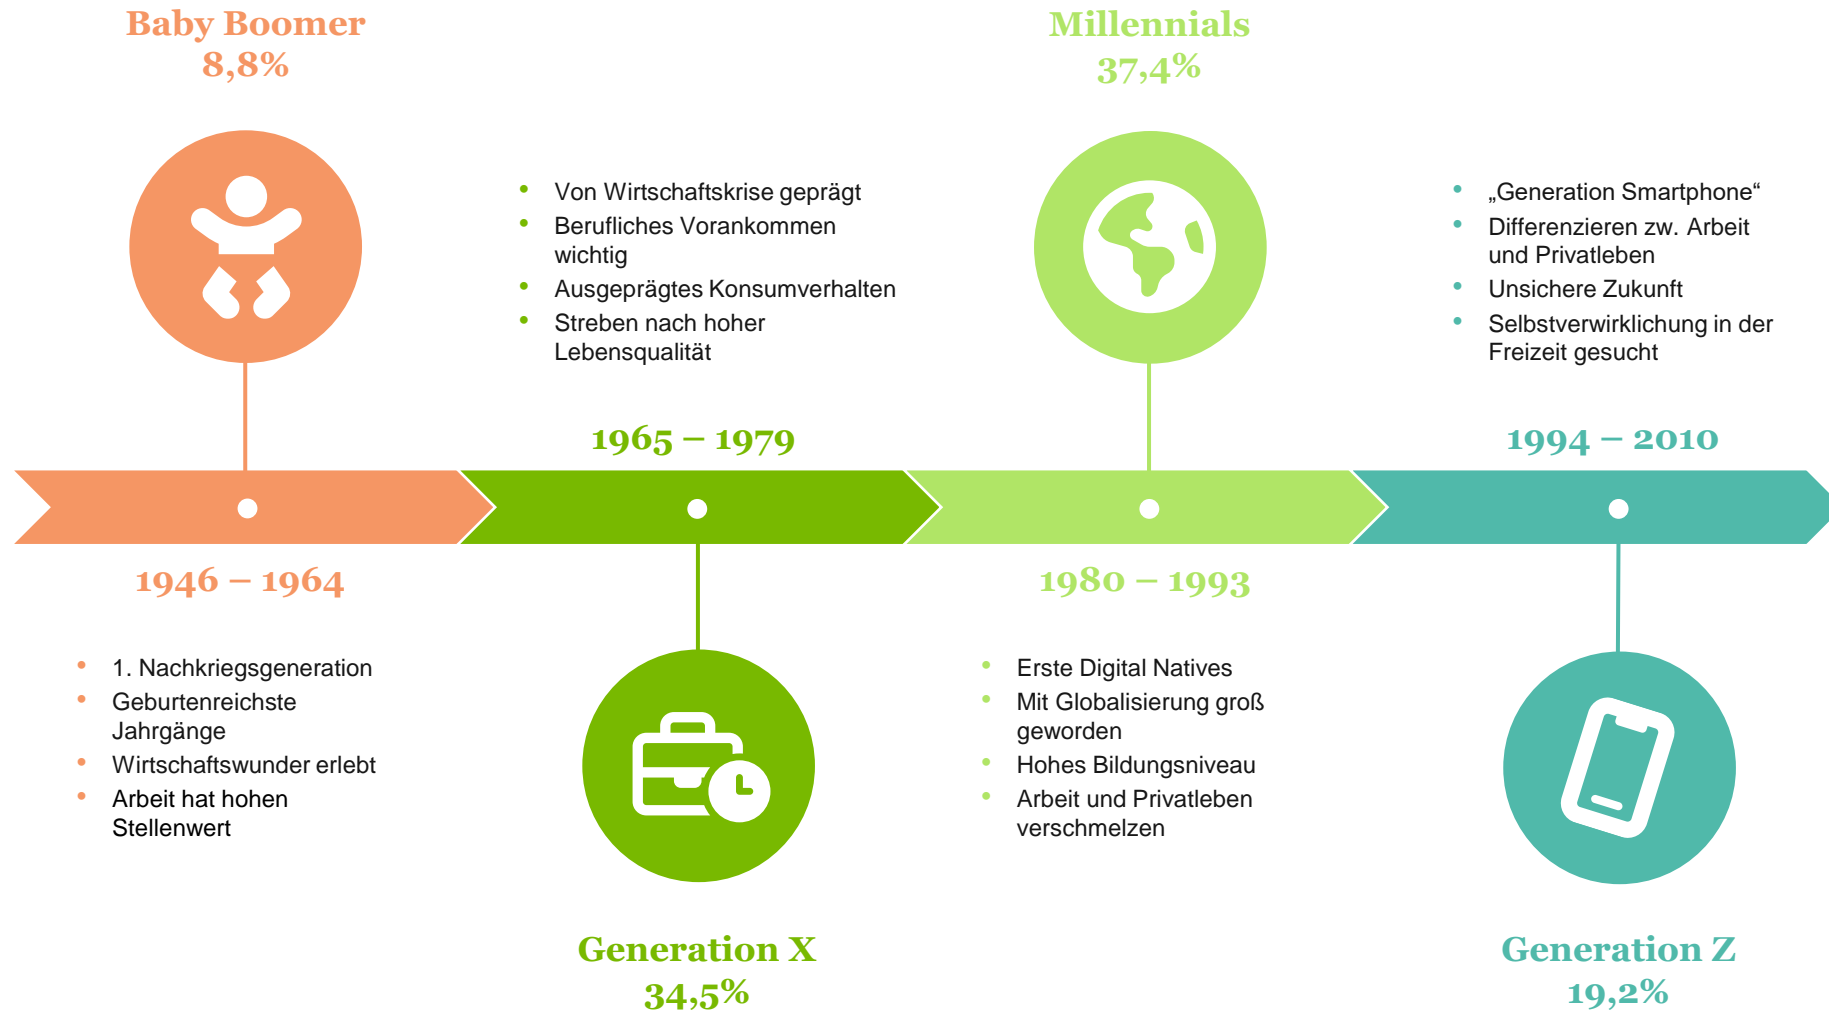 Baby Boomer
8,8%
1946 – 1964
• 1. Nachkriegsgeneration
• Geburtenreichste
Jahrgänge
• Wirtschaftswunder erlebt
• Arbeit hat hohen
Stellenwert
• Von Wirtschaftskrise geprägt
• Berufliches Vorankommen
wichtig
• Ausgeprägtes Konsumverhalten
• Streben nach hoher
Lebensqualität
1965 – 1979
Generation X
34,5%
Millennials
37,4%
1980 – 1993
• Erste Digital Natives
• Mit Globalisierung groß
geworden
• Hohes Bildungsniveau
• Arbeit und Privatleben
verschmelzen
• „Generation Smartphone“
• Differenzieren zw. Arbeit
und Privatleben
• Unsichere Zukunft
• Selbstverwirklichung in der
Freizeit gesucht
1994 – 2010
Generation Z
19,2%